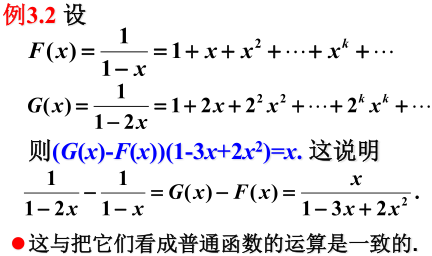 例3.2 设
F(x) = 1/(1−x) = 1 + x + x² + ⋯ + xᵏ + ⋯
G(x) = 1/(1−2x) = 1 + 2x + 2²x² + ⋯ + 2ᵏxᵏ + ⋯
则(G(x)-F(x))(1-3x+2x²)=x. 这说明
1/(1−2x) − 1/(1−x) = G(x) − F(x) = x/(1−3x+2x²).
●这与把它们看成普通函数的运算是一致的.